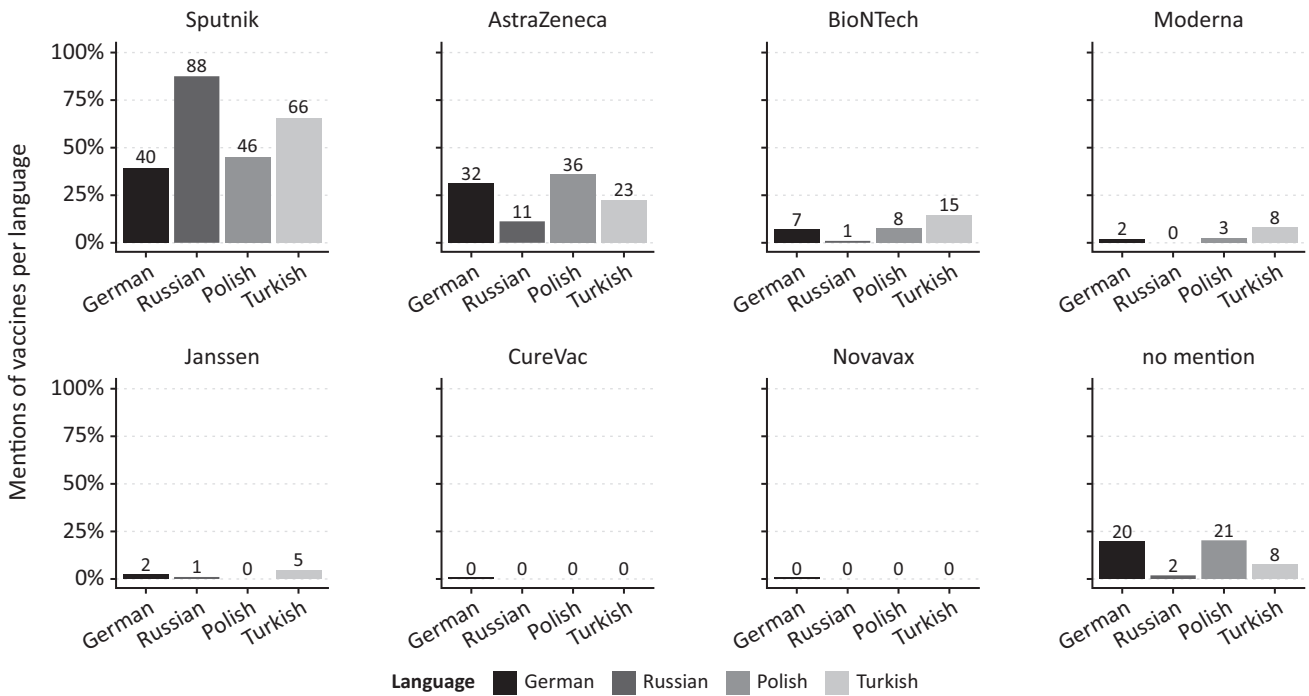 Mentions of vaccines per language
Sputnik
AstraZeneca
BioNTech
Moderna
100%
75%
50%
25%
0%
40
88
46
66
32
11
36
23
7
1
8
15
2
0
3
8
German
Russian
Polish
Turkish
German
Russian
Polish
Turkish
German
Russian
Polish
Turkish
German
Russian
Polish
Turkish
Janssen
CureVac
Novavax
no mention
100%
75%
50%
25%
0%
2
1
0
5
0
0
0
0
0
0
0
0
20
2
21
8
German
Russian
Polish
Turkish
German
Russian
Polish
Turkish
German
Russian
Polish
Turkish
German
Russian
Polish
Turkish
Language German Russian Polish Turkish